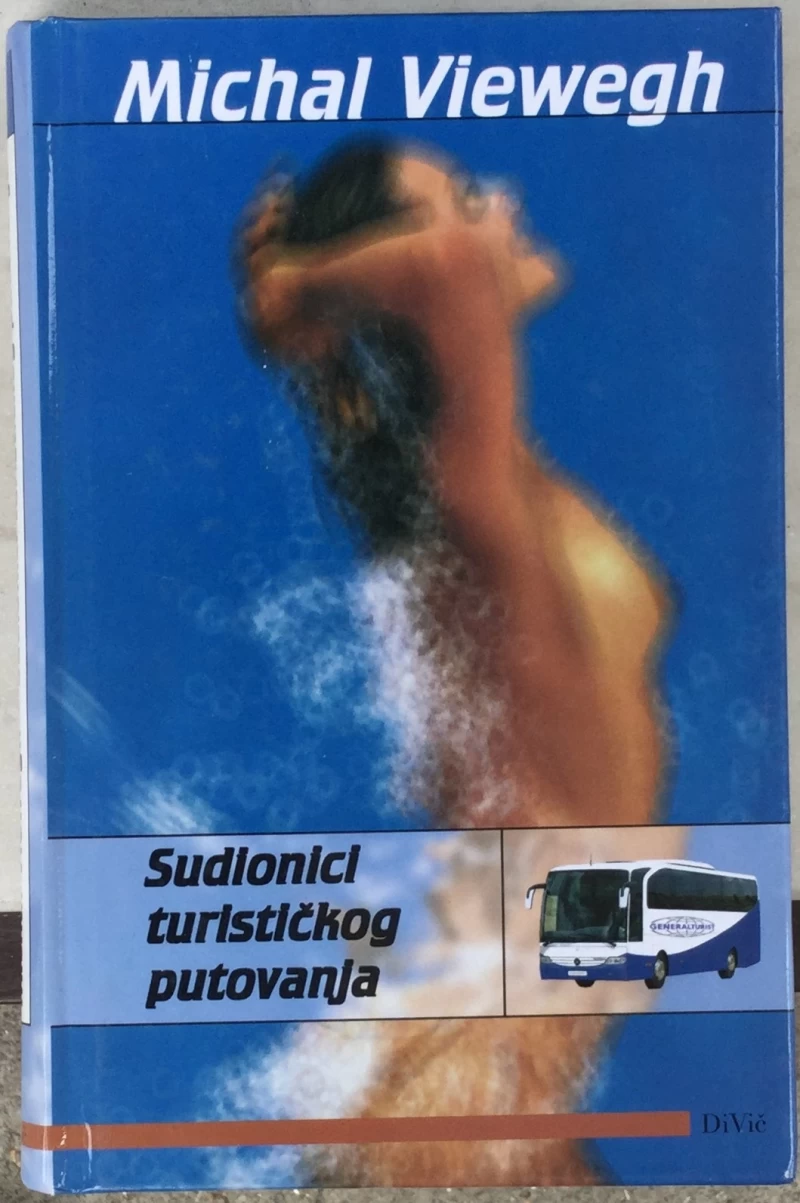 Michal Viewegh
Sudionici
turističkog
putovanja
GENERALTURIST
DiVič